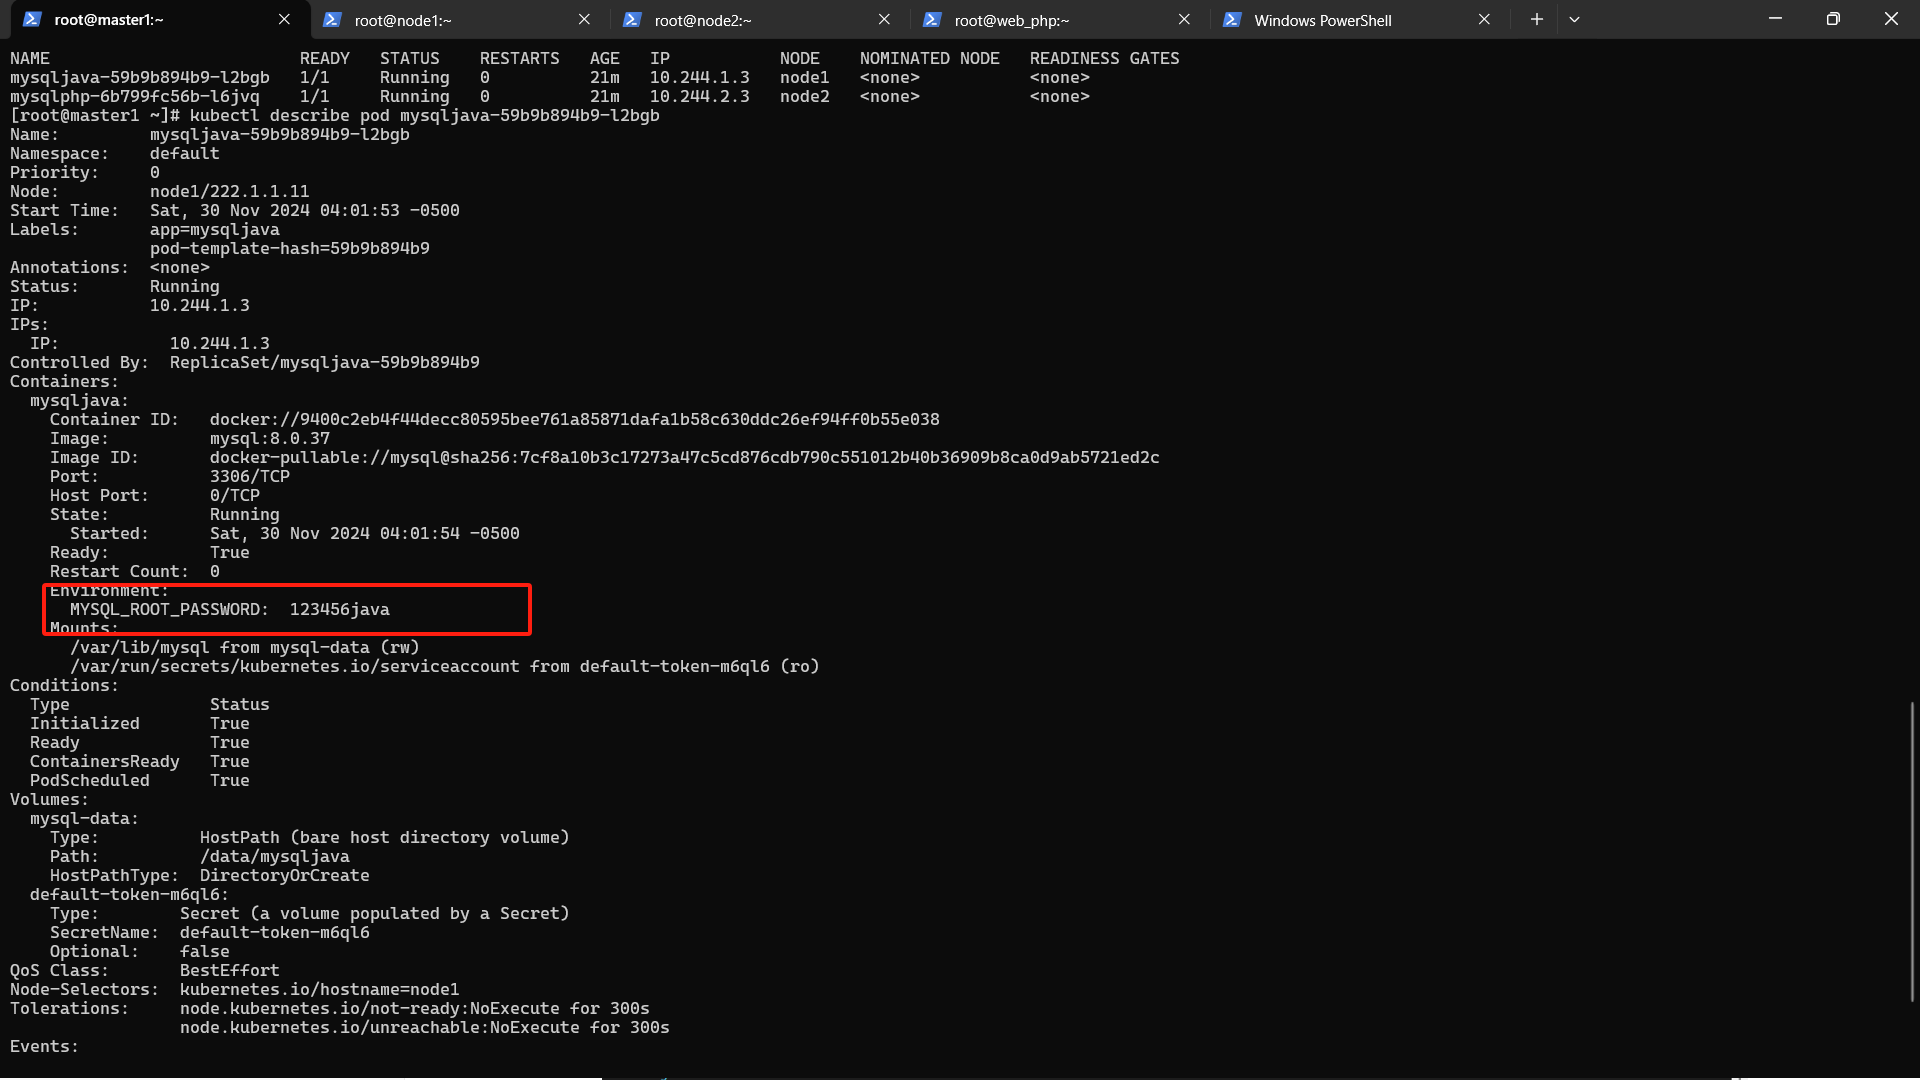 root@master1:~ root@node1:~ root@node2:~ root@web_php:~ Windows PowerShell
NAME READY STATUS RESTARTS AGE IP NODE NOMINATED NODE READINESS GATES
mysqljava-59b9b894b9-l2bgb 1/1 Running 0 21m 10.244.1.3 node1 <none> <none>
mysqlphp-6b799fc56b-l6jvq 1/1 Running 0 21m 10.244.2.3 node2 <none> <none>
[root@master1 ~]# kubectl describe pod mysqljava-59b9b894b9-l2bgb
Name: mysqljava-59b9b894b9-l2bgb
Namespace: default
Priority: 0
Node: node1/222.1.1.11
Start Time: Sat, 30 Nov 2024 04:01:53 -0500
Labels: app=mysqljava
pod-template-hash=59b9b894b9
Annotations: <none>
Status: Running
IP: 10.244.1.3
IPs:
IP: 10.244.1.3
Controlled By: ReplicaSet/mysqljava-59b9b894b9
Containers:
mysqljava:
Container ID: docker://9400c2eb4f44decc80595bee761a85871dafa1b58c630ddc26ef94ff0b55e038
Image: mysql:8.0.37
Image ID: docker-pullable://mysql@sha256:7cf8a10b3c17273a47c5cd876cdb790c551012b40b36909b8ca0d9ab5721ed2c
Port: 3306/TCP
Host Port: 0/TCP
State: Running
Started: Sat, 30 Nov 2024 04:01:54 -0500
Ready: True
Restart Count: 0
Environment:
MYSQL_ROOT_PASSWORD: 123456java
Mounts:
/var/lib/mysql from mysql-data (rw)
/var/run/secrets/kubernetes.io/serviceaccount from default-token-m6ql6 (ro)
Conditions:
Type Status
Initialized True
Ready True
ContainersReady True
PodScheduled True
Volumes:
mysql-data:
Type: HostPath (bare host directory volume)
Path: /data/mysqljava
HostPathType: DirectoryOrCreate
default-token-m6ql6:
Type: Secret (a volume populated by a Secret)
SecretName: default-token-m6ql6
Optional: false
QoS Class: BestEffort
Node-Selectors: kubernetes.io/hostname=node1
Tolerations: node.kubernetes.io/not-ready:NoExecute for 300s
node.kubernetes.io/unreachable:NoExecute for 300s
Events: